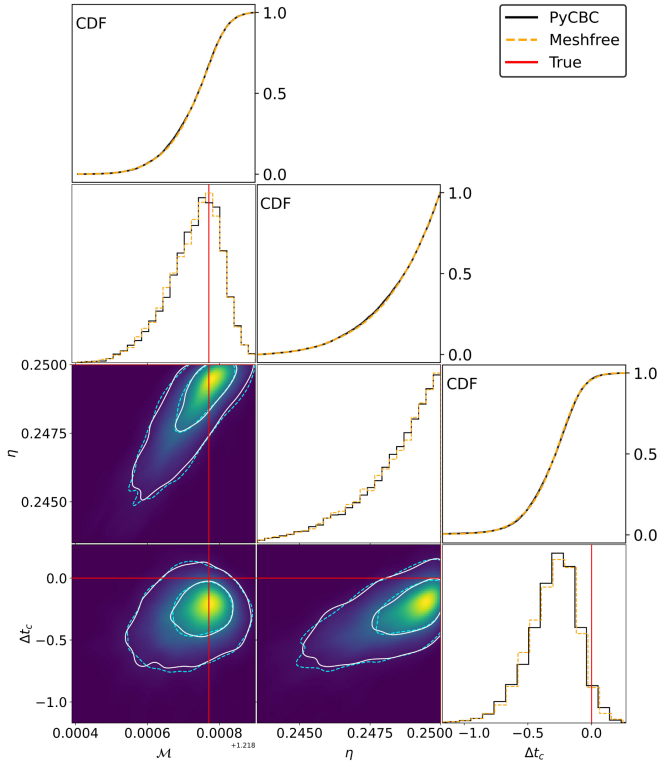 PyCBC
Meshfree
True
CDF
1.0
0.5
0.0
CDF
1.0
0.5
0.0
0.2500
0.2475
0.2450
η
CDF
1.0
0.5
0.0
0.0
−0.5
−1.0
Δt_c
0.0004 0.0006 0.0008
+1.218
ℳ
0.2450 0.2475 0.2500
η
−1.0 −0.5 0.0
Δt_c